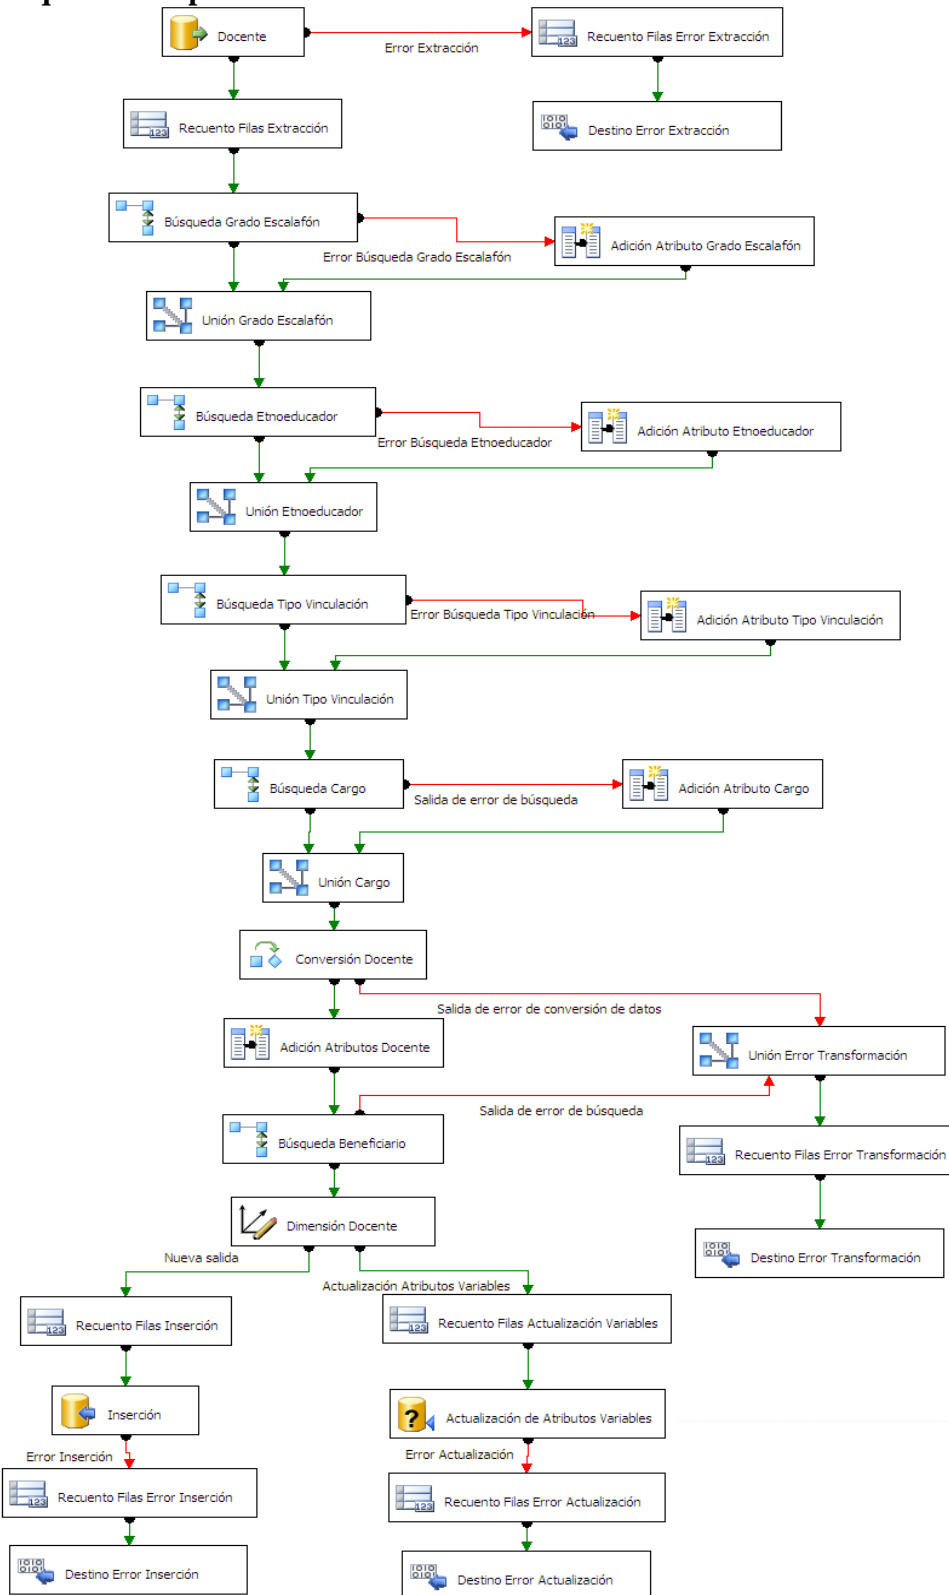 Docente
Error Extracción
Recuento Filas Error Extracción
Recuento Filas Extracción
Destino Error Extracción
Búsqueda Grado Escalafón
Error Búsqueda Grado Escalafón
Adición Atributo Grado Escalafón
Unión Grado Escalafón
Búsqueda Etnoeducador
Error Búsqueda Etnoeducador
Adición Atributo Etnoeducador
Unión Etnoeducador
Búsqueda Tipo Vinculación
Error Búsqueda Tipo Vinculación
Adición Atributo Tipo Vinculación
Unión Tipo Vinculación
Búsqueda Cargo
Salida de error de búsqueda
Adición Atributo Cargo
Unión Cargo
Conversión Docente
Salida de error de conversión de datos
Adición Atributos Docente
Unión Error Transformación
Salida de error de búsqueda
Búsqueda Beneficiario
Recuento Filas Error Transformación
Dimensión Docente
Destino Error Transformación
Nueva salida
Actualización Atributos Variables
Recuento Filas Inserción
Recuento Filas Actualización Variables
Inserción
Actualización de Atributos Variables
Error Inserción
Error Actualización
Recuento Filas Error Inserción
Recuento Filas Error Actualización
Destino Error Inserción
Destino Error Actualización